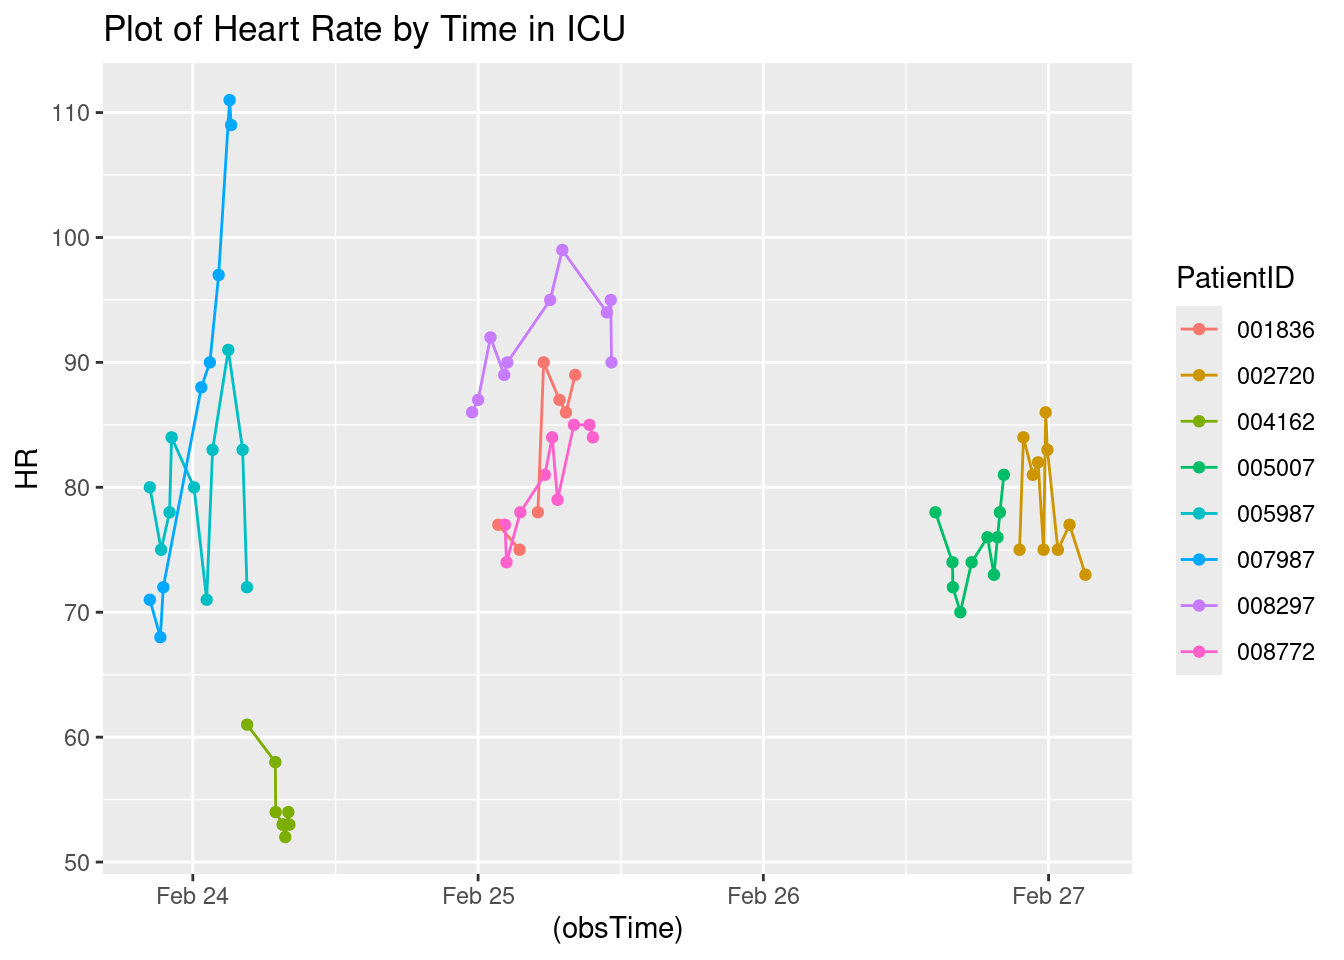 Plot of Heart Rate by Time in ICU
110
100
90
80
70
60
50
HR
Feb 24
Feb 25
Feb 26
Feb 27
(obsTime)
PatientID
001836
002720
004162
005007
005987
007987
008297
008772